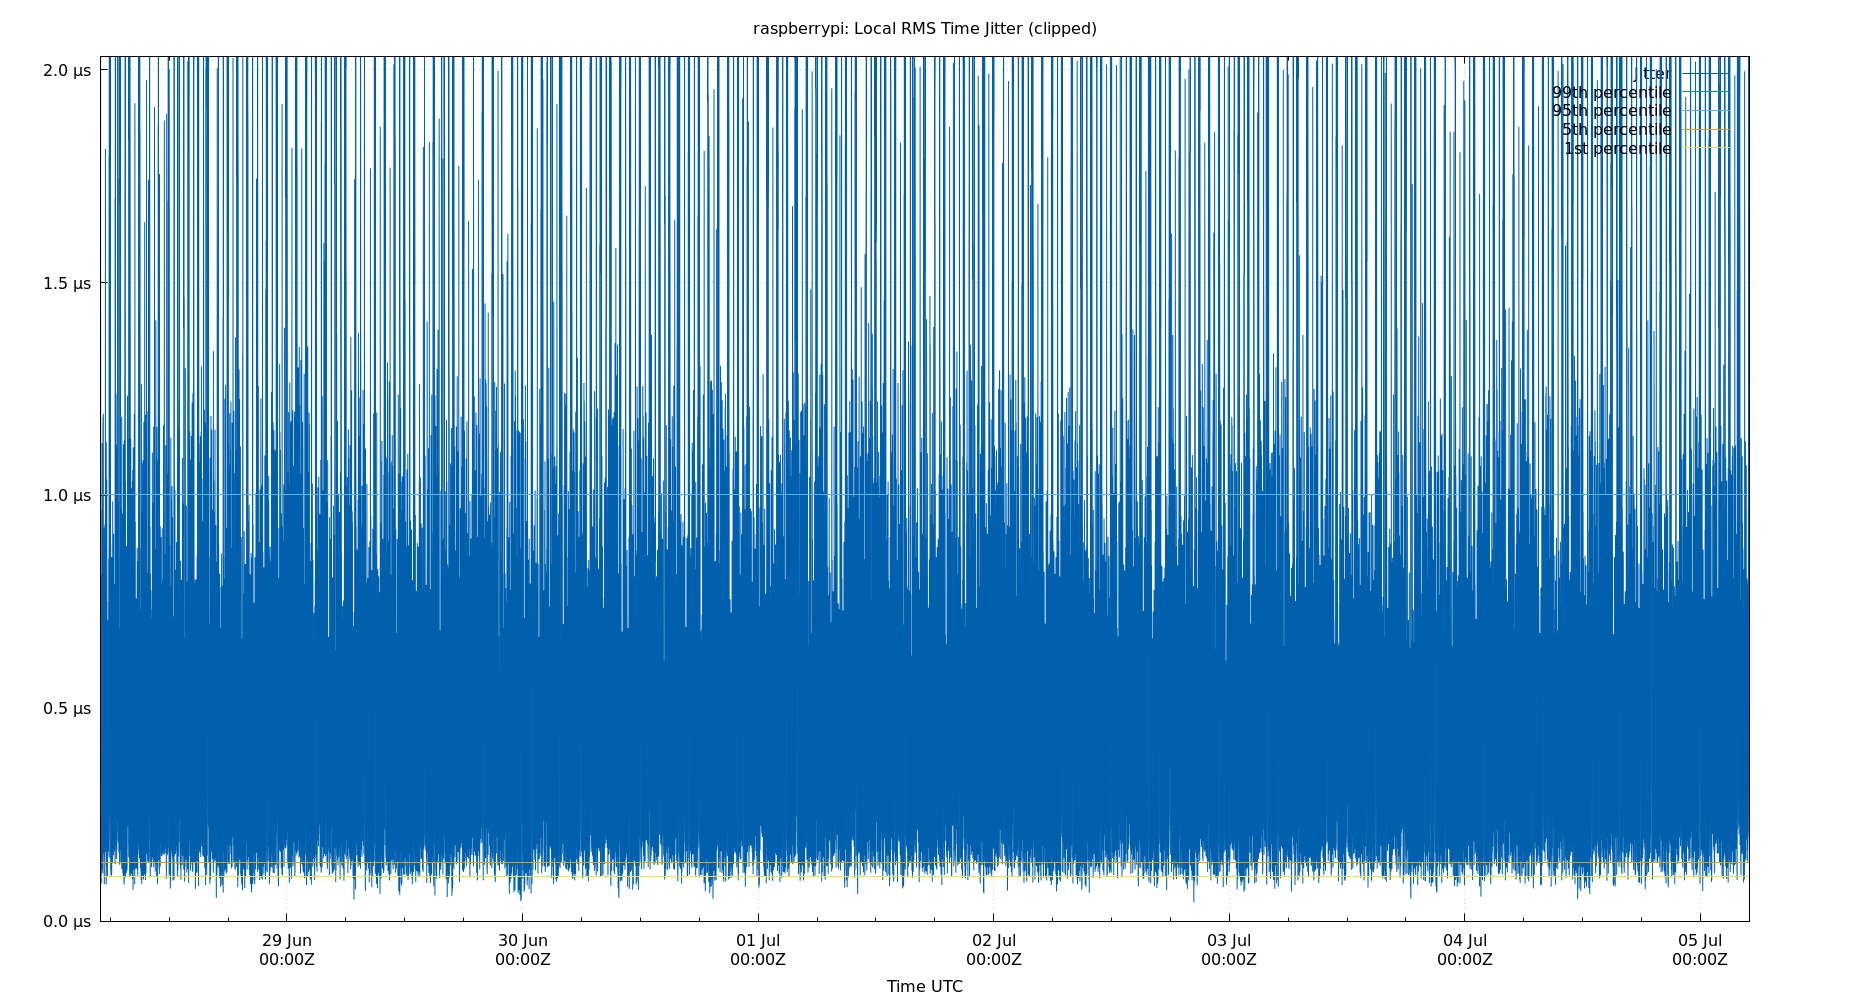 raspberrypi: Local RMS Time Jitter (clipped)
2.0 µs
jitter
99th percentile
95th percentile
5th percentile
1st percentile
1.5 µs
1.0 µs
0.5 µs
0.0 µs
29 Jun 30 Jun 01 Jul 02 Jul 03 Jul 04 Jul 05 Jul
00:00Z 00:00Z 00:00Z 00:00Z 00:00Z 00:00Z 00:00Z
Time UTC